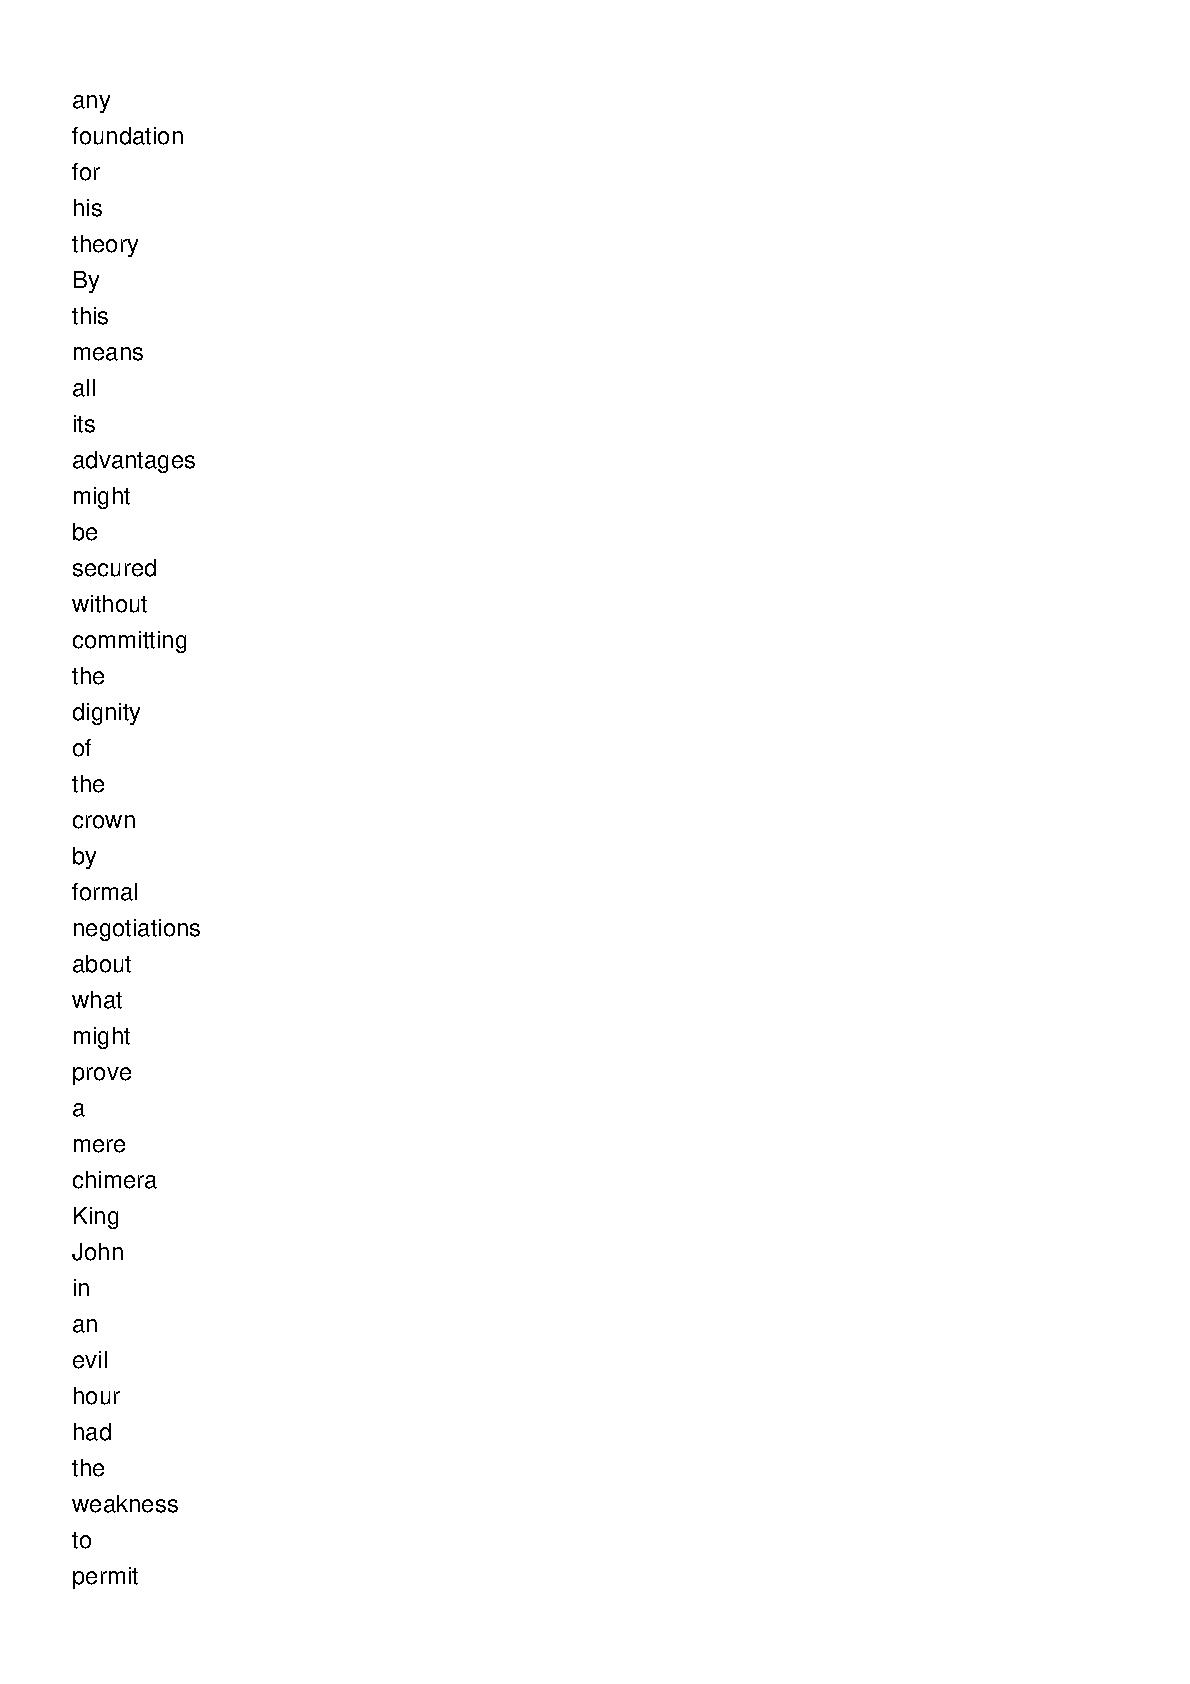 any
foundation
for
his
theory
By
this
means
all
its
advantages
might
be
secured
without
committing
the
dignity
of
the
crown
by
formal
negotiations
about
what
might
prove
a
mere
chimera
King
John
in
an
evil
hour
had
the
weakness
to
permit